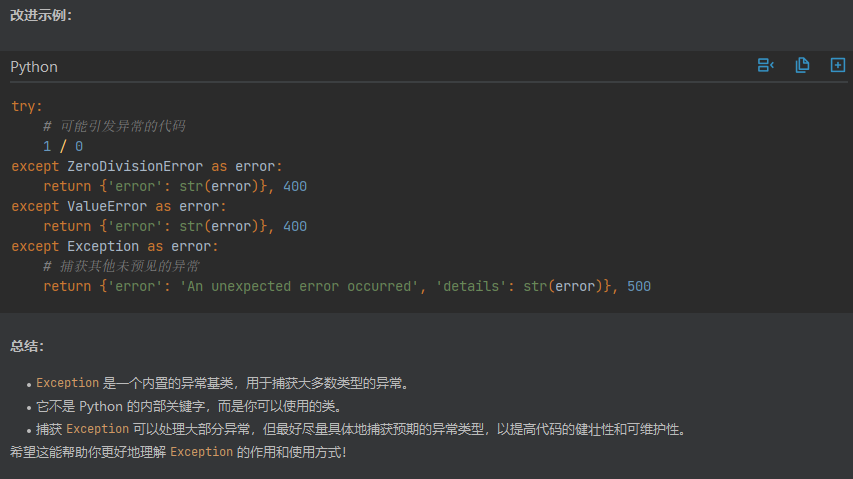 改进示例：
Python
try:
    # 可能引发异常的代码
    1 / 0
except ZeroDivisionError as error:
    return {'error': str(error)}, 400
except ValueError as error:
    return {'error': str(error)}, 400
except Exception as error:
    # 捕获其他未预见的异常
    return {'error': 'An unexpected error occurred', 'details': str(error)}, 500
总结：
• Exception 是一个内置的异常基类，用于捕获大多数类型的异常。
• 它不是 Python 的内部关键字，而是你可以使用的类。
• 捕获 Exception 可以处理大部分异常，但最好尽量具体地捕获预期的异常类型，以提高代码的健壮性和可维护性。
希望这能帮助你更好地理解 Exception 的作用和使用方式！